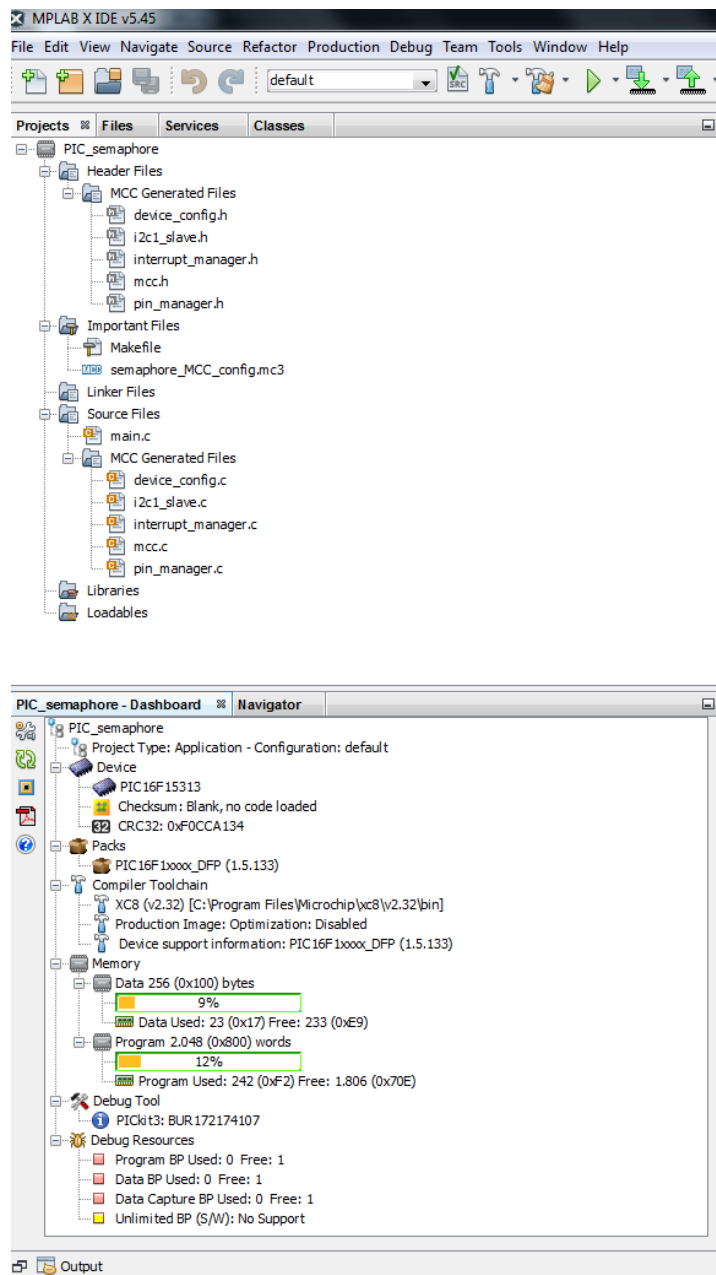 MPLAB X IDE v5.45
File Edit View Navigate Source Refactor Production Debug Team Tools Window Help
default
SRC
Projects Files Services Classes
PIC_semaphore
Header Files
MCC Generated Files
device_config.h
i2c1_slave.h
interrupt_manager.h
mcc.h
pin_manager.h
Important Files
Makefile
MCC semaphore_MCC_config.mc3
Linker Files
Source Files
main.c
MCC Generated Files
device_config.c
i2c1_slave.c
interrupt_manager.c
mcc.c
pin_manager.c
Libraries
Loadables
PIC_semaphore - Dashboard Navigator
PIC_semaphore
Project Type: Application - Configuration: default
Device
PIC16F15313
Checksum: Blank, no code loaded
32 CRC32: 0xF0CCA134
Packs
PIC16F1xxxx_DFP (1.5.133)
Compiler Toolchain
XC8 (v2.32) [C:\Program Files\Microchip\xc8\v2.32\bin]
Production Image: Optimization: Disabled
Device support information: PIC16F1xxxx_DFP (1.5.133)
Memory
Data 256 (0x100) bytes
9%
Data Used: 23 (0x17) Free: 233 (0xE9)
Program 2.048 (0x800) words
12%
Program Used: 242 (0xF2) Free: 1.806 (0x70E)
Debug Tool
PICkit3: BUR172174107
Debug Resources
Program BP Used: 0 Free: 1
Data BP Used: 0 Free: 1
Data Capture BP Used: 0 Free: 1
Unlimited BP (S/W): No Support
Output